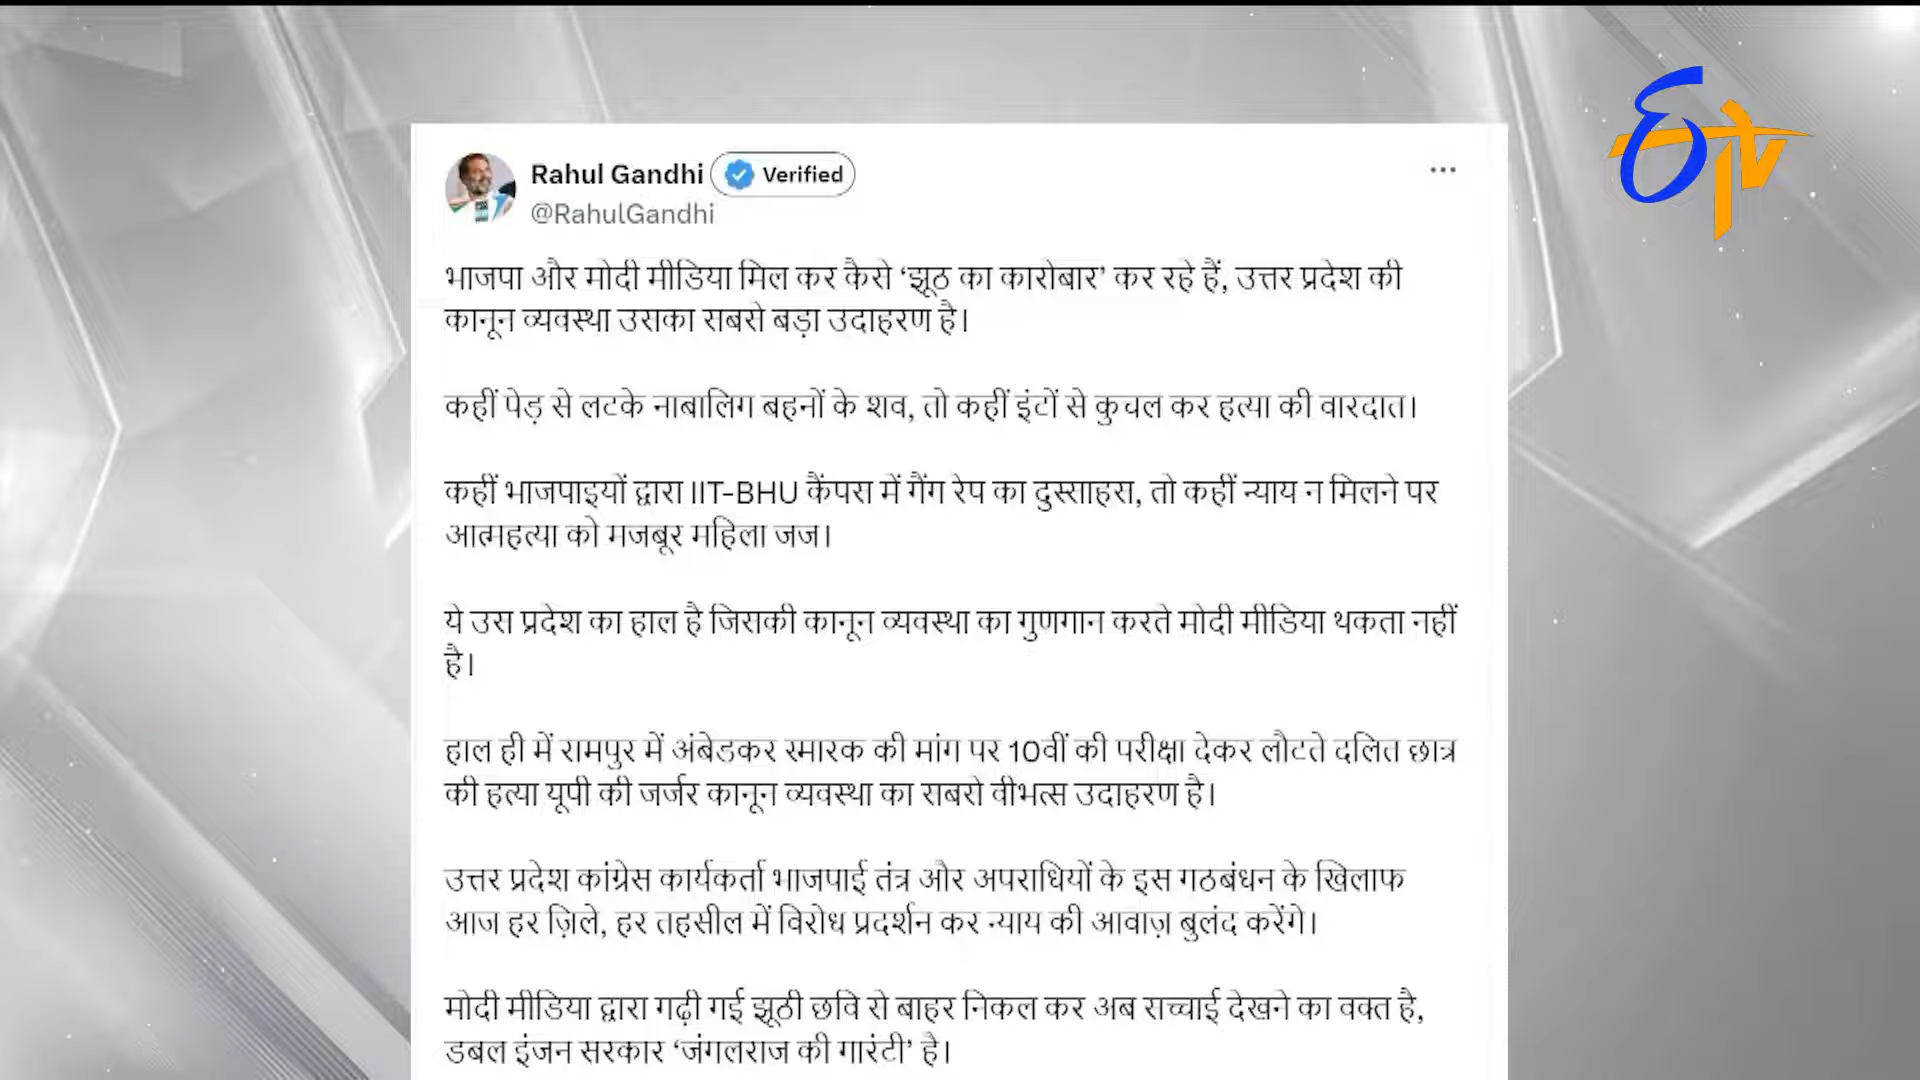 ETV
Rahul Gandhi Verified
@RahulGandhi
भाजपा और मोदी मीडिया मिल कर कैसे ‘झूठ का कारोबार’ कर रहे हैं, उत्तर प्रदेश की
कानून व्यवस्था उसका सबसे बड़ा उदाहरण है।
कहीं पेड़ से लटके नाबालिग बहनों के शव, तो कहीं इंटों से कुचल कर हत्या की वारदात।
कहीं भाजपाइयों द्वारा IIT-BHU कैंपस में गैंग रेप का दुस्साहस, तो कहीं न्याय न मिलने पर
आत्महत्या को मजबूर महिला जज।
ये उस प्रदेश का हाल है जिसकी कानून व्यवस्था का गुणगान करते मोदी मीडिया थकता नहीं
है।
हाल ही में रामपुर में अंबेडकर स्मारक की मांग पर 10वीं की परीक्षा देकर लौटते दलित छात्र
की हत्या यूपी की जर्जर कानून व्यवस्था का सबसे वीभत्स उदाहरण है।
उत्तर प्रदेश कांग्रेस कार्यकर्ता भाजपाई तंत्र और अपराधियों के इस गठबंधन के खिलाफ
आज हर ज़िले, हर तहसील में विरोध प्रदर्शन कर न्याय की आवाज़ बुलंद करेंगे।
मोदी मीडिया द्वारा गढ़ी गई झूठी छवि से बाहर निकल कर अब सच्चाई देखने का वक्त है,
डबल इंजन सरकार ‘जंगलराज की गारंटी’ है।